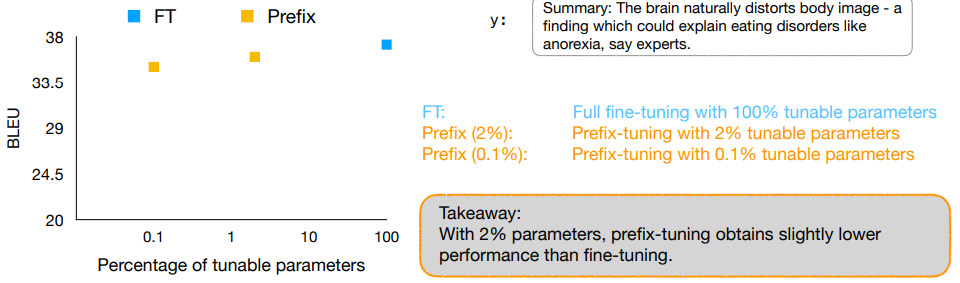 FT Prefix
38
33.5
29
24.5
20
BLEU
0.1 1 10 100
Percentage of tunable parameters
y:
Summary: The brain naturally distorts body image - a
finding which could explain eating disorders like
anorexia, say experts.
FT: Full fine-tuning with 100% tunable parameters
Prefix (2%): Prefix-tuning with 2% tunable parameters
Prefix (0.1%): Prefix-tuning with 0.1% tunable parameters
Takeaway:
With 2% parameters, prefix-tuning obtains slightly lower
performance than fine-tuning.